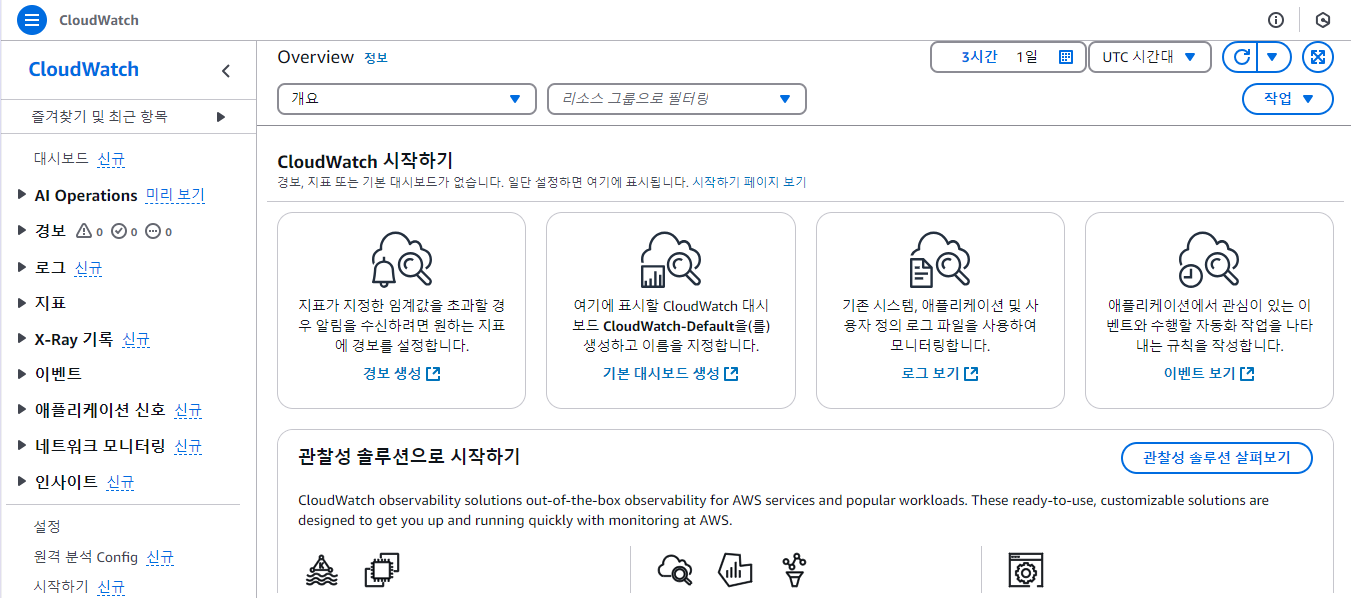 CloudWatch
CloudWatch
즐겨찾기 및 최근 항목
대시보드 신규
AI Operations 미리 보기
경보 0 0 0
로그 신규
지표
X-Ray 기록 신규
이벤트
애플리케이션 신호 신규
네트워크 모니터링 신규
인사이트 신규
설정
원격 분석 Config 신규
시작하기 신규
Overview 정보
3시간 1일 UTC 시간대
개요 리소스 그룹으로 필터링
작업
CloudWatch 시작하기
경보, 지표 또는 기본 대시보드가 없습니다. 일단 설정하면 여기에 표시됩니다. 시작하기 페이지 보기
지표가 지정한 임계값을 초과할 경
우 알림을 수신하려면 원하는 지표
에 경보를 설정합니다.
경보 생성
여기에 표시할 CloudWatch 대시
보드 CloudWatch-Default을(를)
생성하고 이름을 지정합니다.
기본 대시보드 생성
기존 시스템, 애플리케이션 및 사
용자 정의 로그 파일을 사용하여
모니터링합니다.
로그 보기
애플리케이션에서 관심이 있는 이
벤트와 수행할 자동화 작업을 나타
내는 규칙을 작성합니다.
이벤트 보기
관찰성 솔루션으로 시작하기
관찰성 솔루션 살펴보기
CloudWatch observability solutions out-of-the-box observability for AWS services and popular workloads. These ready-to-use, customizable solutions are
designed to get you up and running quickly with monitoring at AWS.